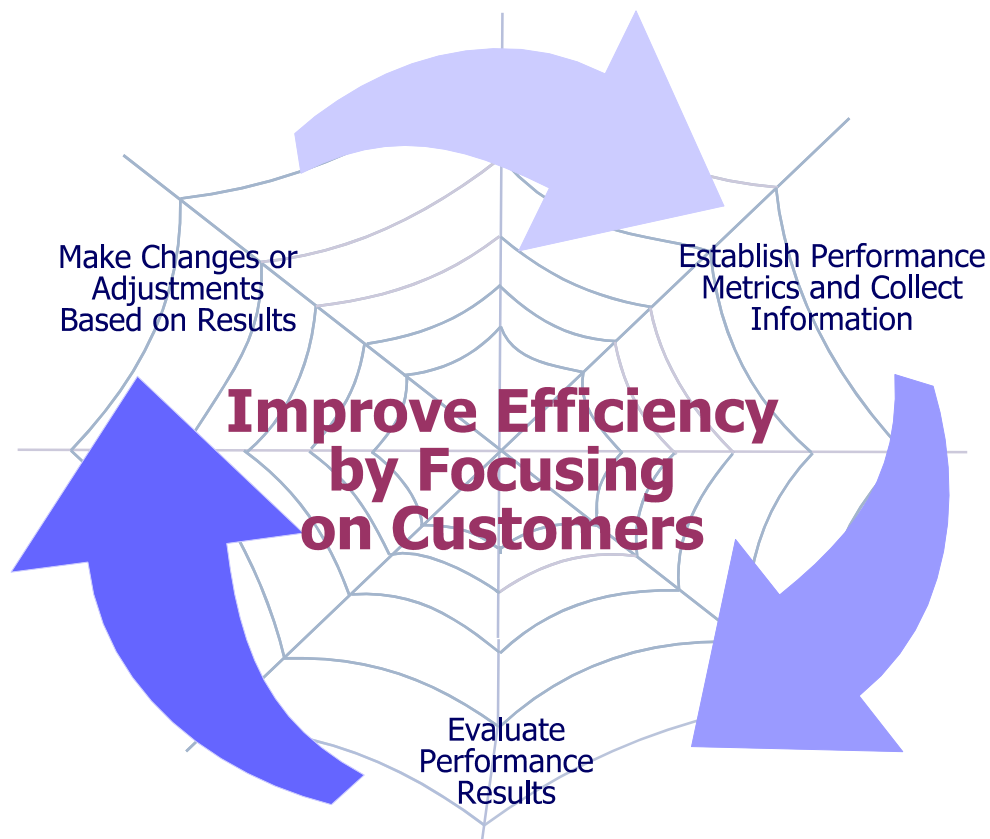 Make Changes or
Adjustments
Based on Results
Establish Performance
Metrics and Collect
Information
Improve Efficiency
by Focusing
on Customers
Evaluate
Performance
Results